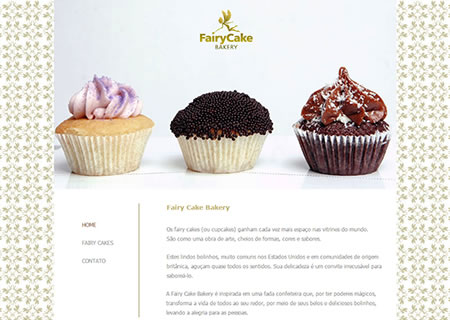 FairyCake
BAKERY
Fairy Cake Bakery
HOME
Os fairy cakes (ou cupcakes) ganham cada vez mais espaço nas vitrines do mundo.
São como uma obra de arte, cheios de formas, cores e sabores.
FAIRY CAKES
Estes lindos bolinhos, muito comuns nos Estados Unidos e em comunidades de origem
britânica, aguçam quase todos os sentidos. Sua delicadeza é um convite irrecusável para
saboreá-lo.
CONTATO
A Fairy Cake Bakery é inspirada em uma fada confeiteira que, por ter poderes mágicos,
transforma a vida de todos ao seu redor, por meio de seus belos e deliciosos bolinhos,
levando a alegria para as pessoas.